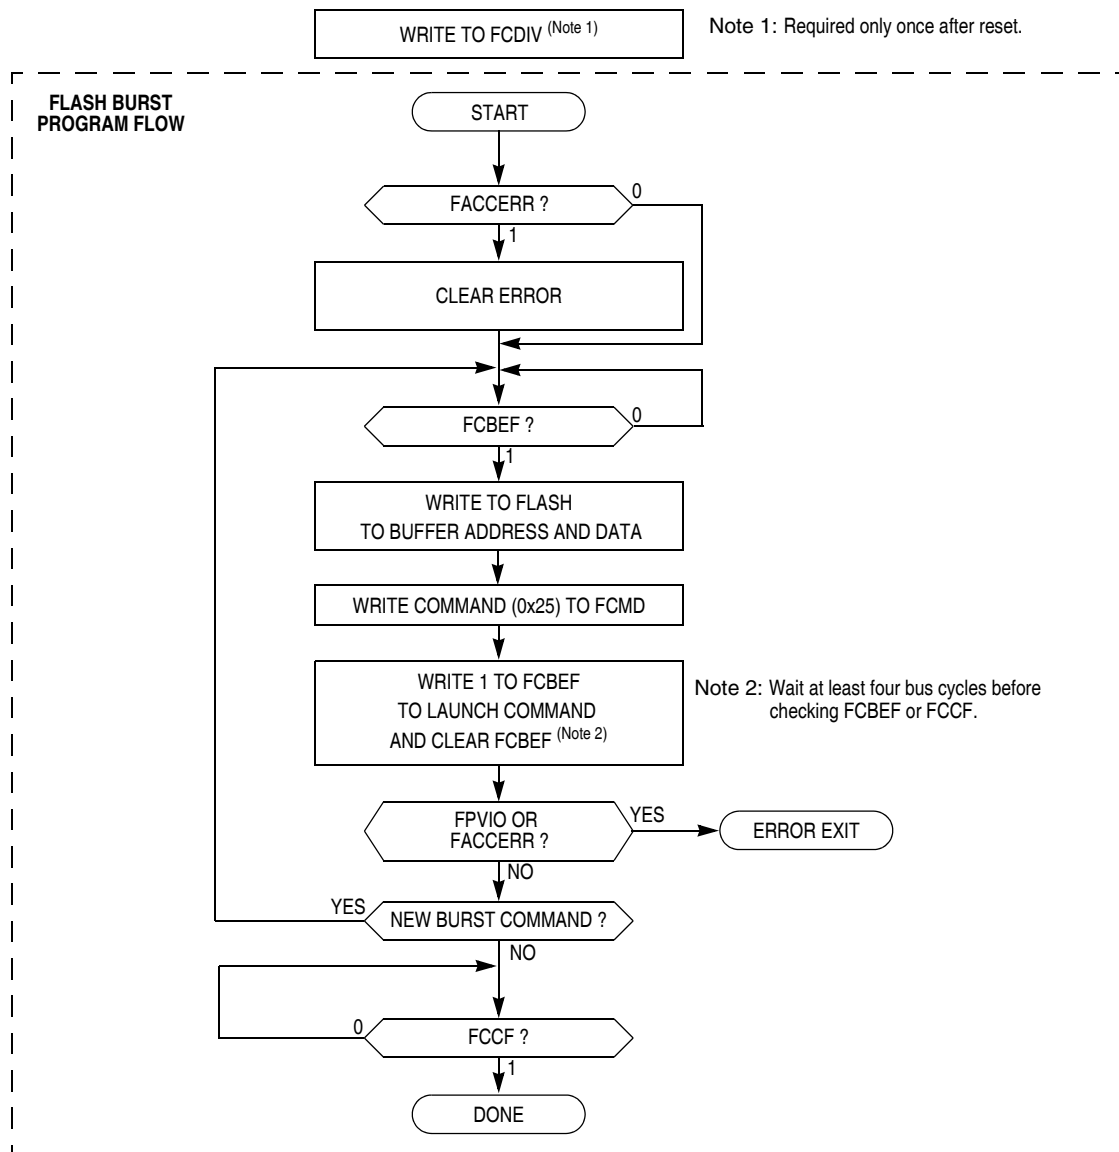 WRITE TO FCDIV (Note 1)
Note 1: Required only once after reset.
FLASH BURST
PROGRAM FLOW
START
FACCERR ?
0
1
CLEAR ERROR
FCBEF ?
0
1
WRITE TO FLASH
TO BUFFER ADDRESS AND DATA
WRITE COMMAND (0x25) TO FCMD
WRITE 1 TO FCBEF
TO LAUNCH COMMAND
AND CLEAR FCBEF (Note 2)
Note 2: Wait at least four bus cycles before
checking FCBEF or FCCF.
FPVIO OR
FACCERR ?
YES
ERROR EXIT
NO
YES
NEW BURST COMMAND ?
NO
0
FCCF ?
1
DONE